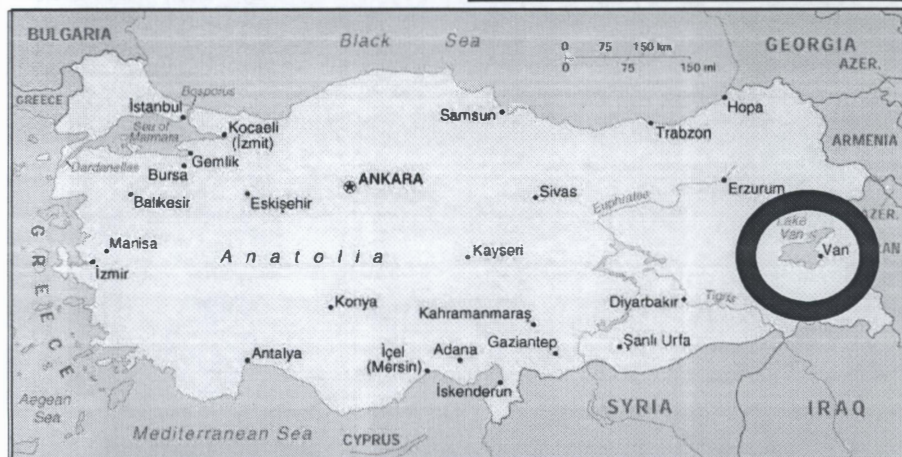 BULGARIA
Black Sea
GEORGIA
0 75 150 km
0 75 150 mi
AZER.
GREECE
Bosporus
İstanbul
Sea of
Marmara
Kocaeli
(İzmit)
Samsun
Hopa
Trabzon
ARMENIA
Dardanelles
Gemlik
Bursa
ANKARA
Balıkesir
Eskişehir
Sivas
Euphrates
Erzurum
AZER.
GREECE
Manisa
İzmir
Anatolia
Kayseri
Lake
Van
Van
RAN
Konya
Diyarbakır
Tigris
Kahramanmaraş
Gaziantep
Şanlı Urfa
Antalya
İçel
(Mersin)
Adana
İskenderun
Aegean
Sea
SYRIA
IRAQ
Mediterranean Sea
CYPRUS